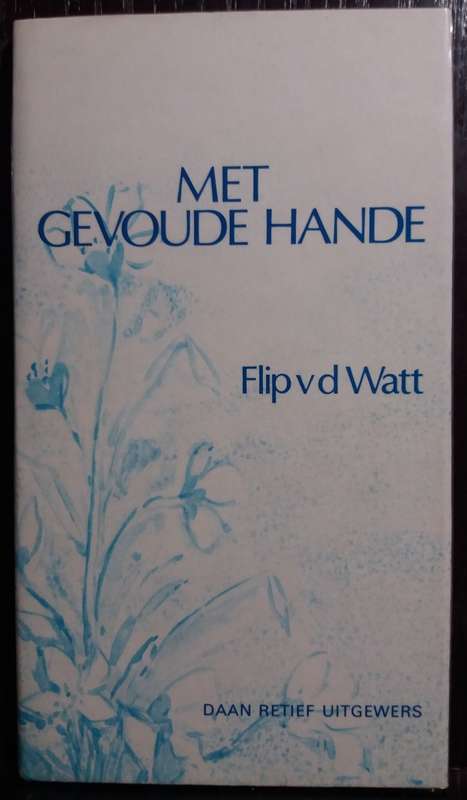 MET
GEVOUDE HANDE
Flip v d Watt
DAAN RETIEF UITGEWERS